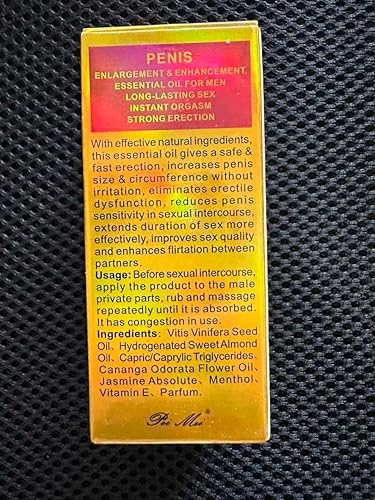 PENIS
ENLARGEMENT & ENHANCEMENT
ESSENTIAL OIL FOR MEN
LONG-LASTING SEX
INSTANT ORGASM
STRONG ERECTION
With effective natural ingredients,
this essential oil gives a safe &
fast erection, increases penis
size & circumference without
irritation, eliminates erectile
dysfunction, reduces penis
sensitivity in sexual intercourse,
extends duration of sex more
effectively, improves sex quality
and enhances flirtation between
partners.
Usage: Before sexual intercourse,
apply the product to the male
private parts, rub and massage
repeatedly until it is absorbed.
It has congestion in use.
Ingredients: Vitis Vinifera Seed
Oil、Hydrogenated Sweet Almond
Oil、Capric/Caprylic Triglycerides、
Cananga Odorata Flower Oil、
Jasmine Absolute、Menthol、
Vitamin E、Parfum.
Pei Mei ®